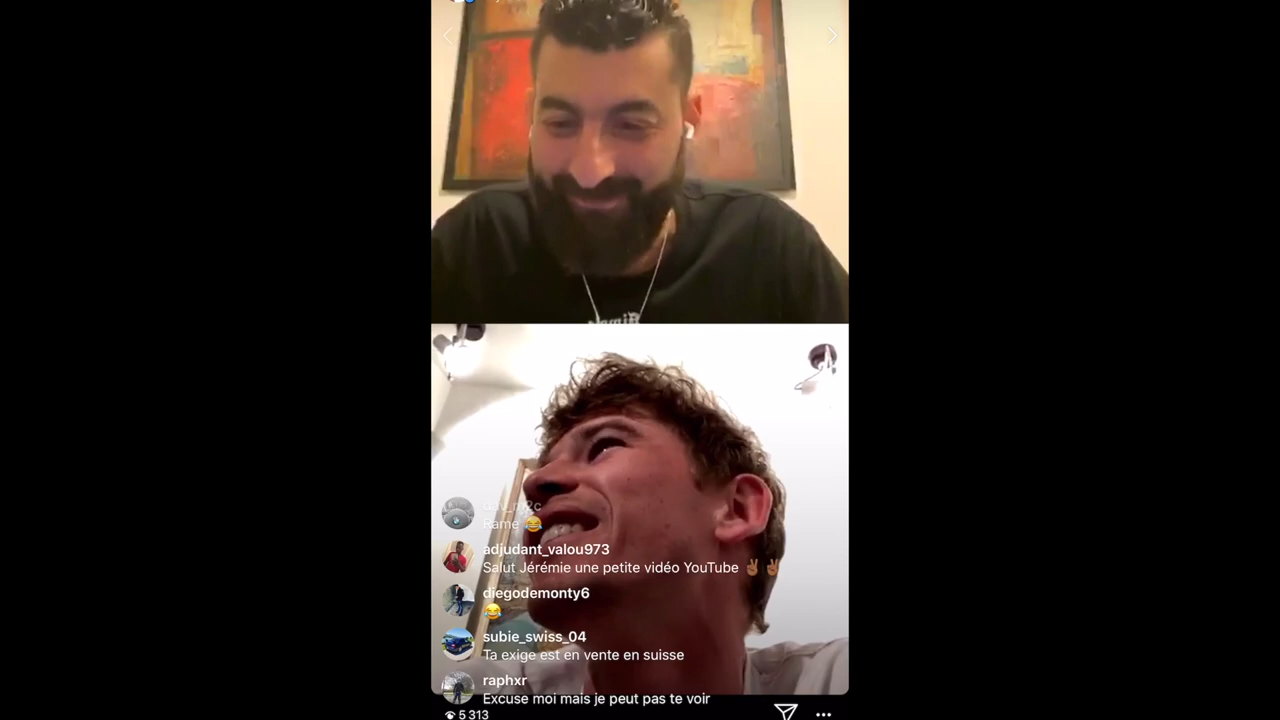 Rame 😂
adjudant_valou973
Salut Jérémie une petite vidéo YouTube ✌🏽✌🏽
diegodemonty6
😂
subie_swiss_04
Ta exige est en vente en suisse
raphxr
Excuse moi mais je peut pas te voir
5 313